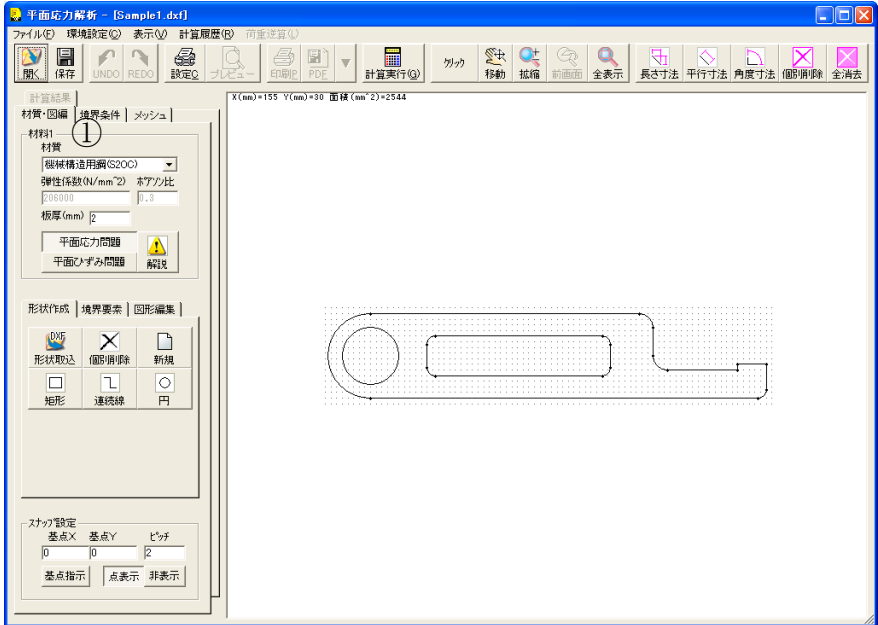 平面応力解析 - [Sample1.dxf]
ファイル(F) 環境設定(C) 表示(V) 計算履歴(R) 荷重逆算(L)
開く 保存 UNDO REDO 設定C プレビュー 印刷P PDF 計算実行(G) クリック 移動 拡縮 前画面 全表示 長さ寸法 平行寸法 角度寸法 個別削除 全消去
計算結果
材質・図編 境界条件 メッシュ
①
X(mm)=155 Y(mm)=30 面積(mm^2)=2544
材料1
材質
機械構造用鋼(S20C)
弾性係数(N/mm^2) ポアソン比
206000 0.3
板厚(mm) 2
平面応力問題
平面ひずみ問題 解説
形状作成 境界要素 図形編集
DXF
形状取込 個別削除 新規
矩形 連続線 円
スナップ設定
基点X 基点Y ピッチ
0 0 2
基点指示 点表示 非表示